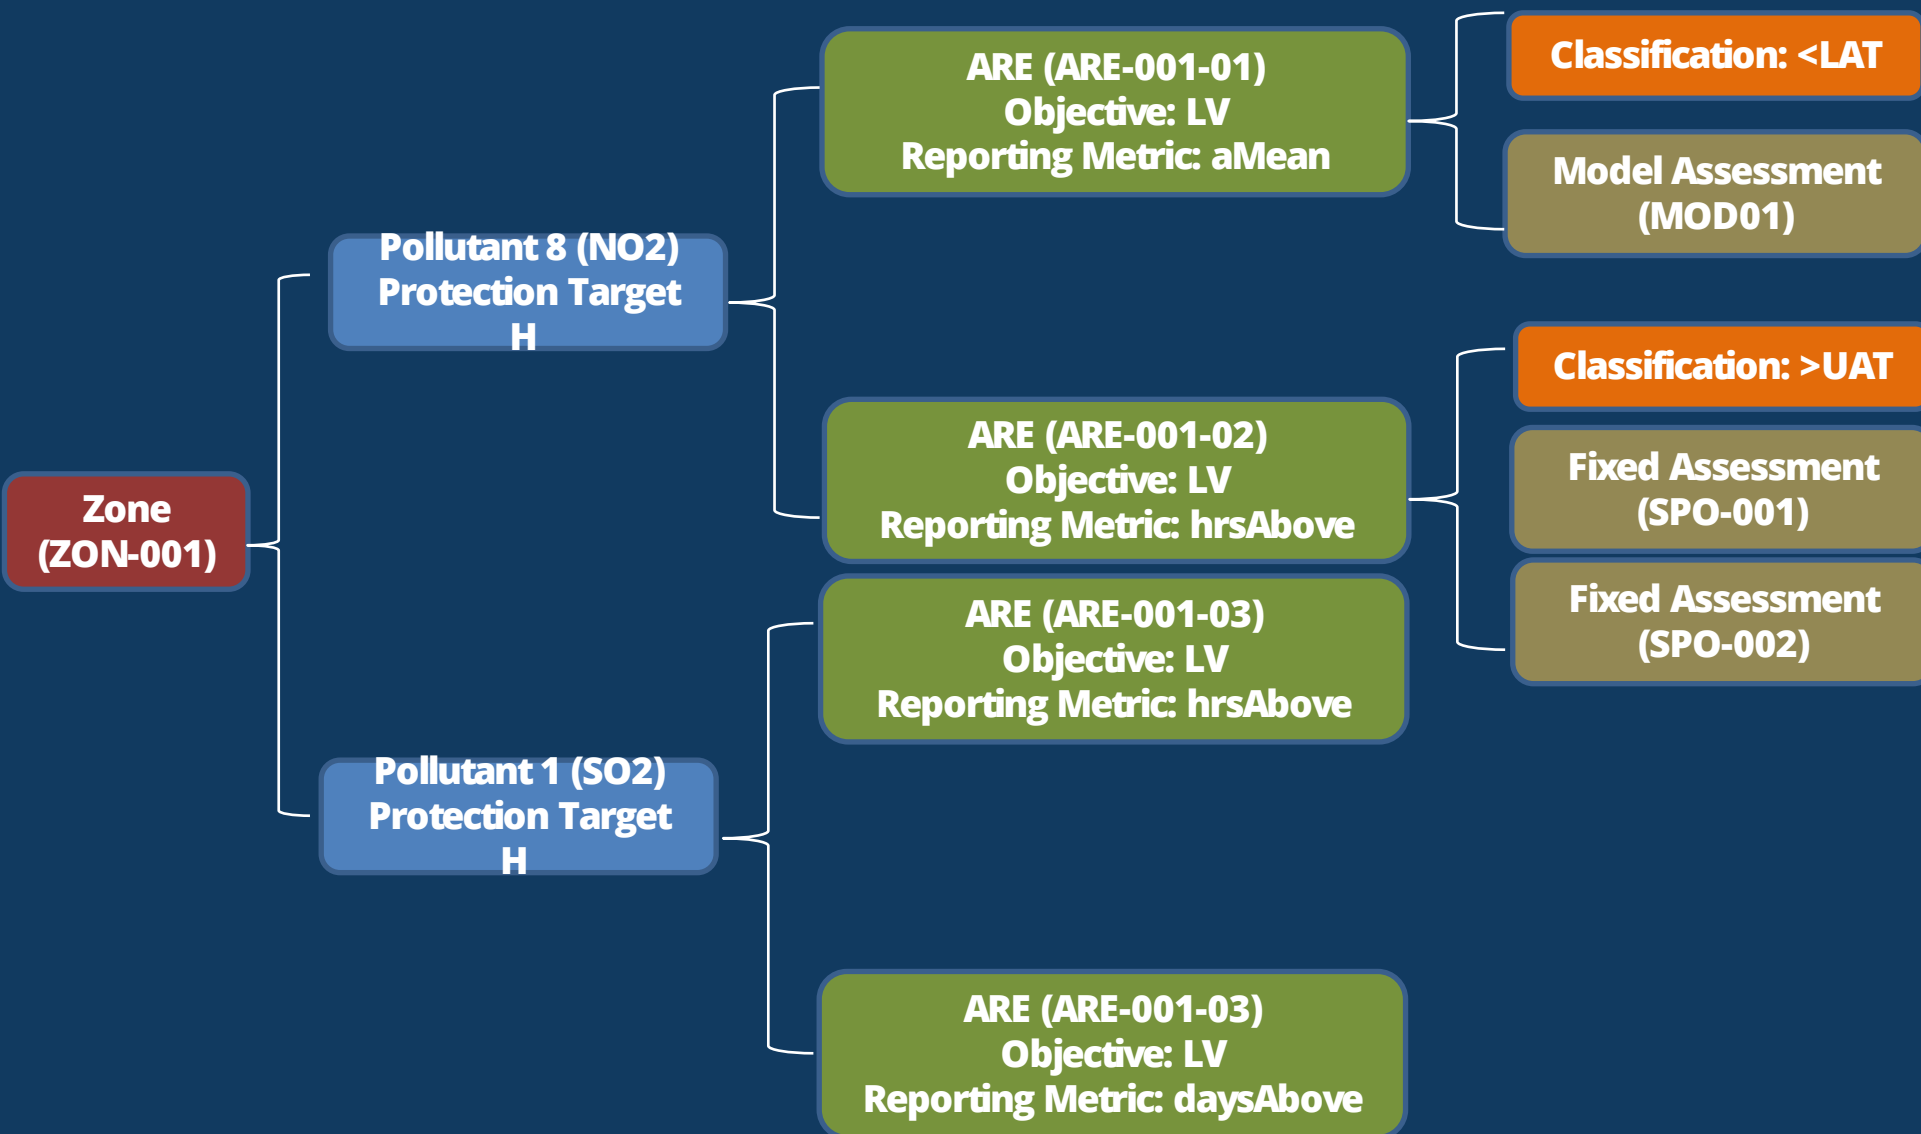 Zone
(ZON-001)
Pollutant 8 (NO2)
Protection Target
H
Pollutant 1 (SO2)
Protection Target
H
ARE (ARE-001-01)
Objective: LV
Reporting Metric: aMean
ARE (ARE-001-02)
Objective: LV
Reporting Metric: hrsAbove
ARE (ARE-001-03)
Objective: LV
Reporting Metric: hrsAbove
ARE (ARE-001-03)
Objective: LV
Reporting Metric: daysAbove
Classification: <LAT
Model Assessment
(MOD01)
Classification: >UAT
Fixed Assessment
(SPO-001)
Fixed Assessment
(SPO-002)